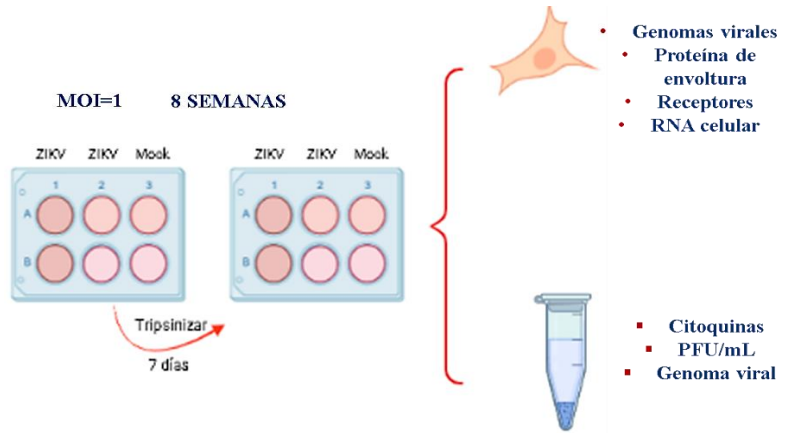 MOI=1 8 SEMANAS
ZIKV ZIKV Mock
1 2 3
A
B
ZIKV ZIKV Mock
1 2 3
A
B
Tripsinizar
7 días
• Genomas virales
• Proteína de
envoltura
• Receptores
• RNA celular
▪ Citoquinas
▪ PFU/mL
▪ Genoma viral